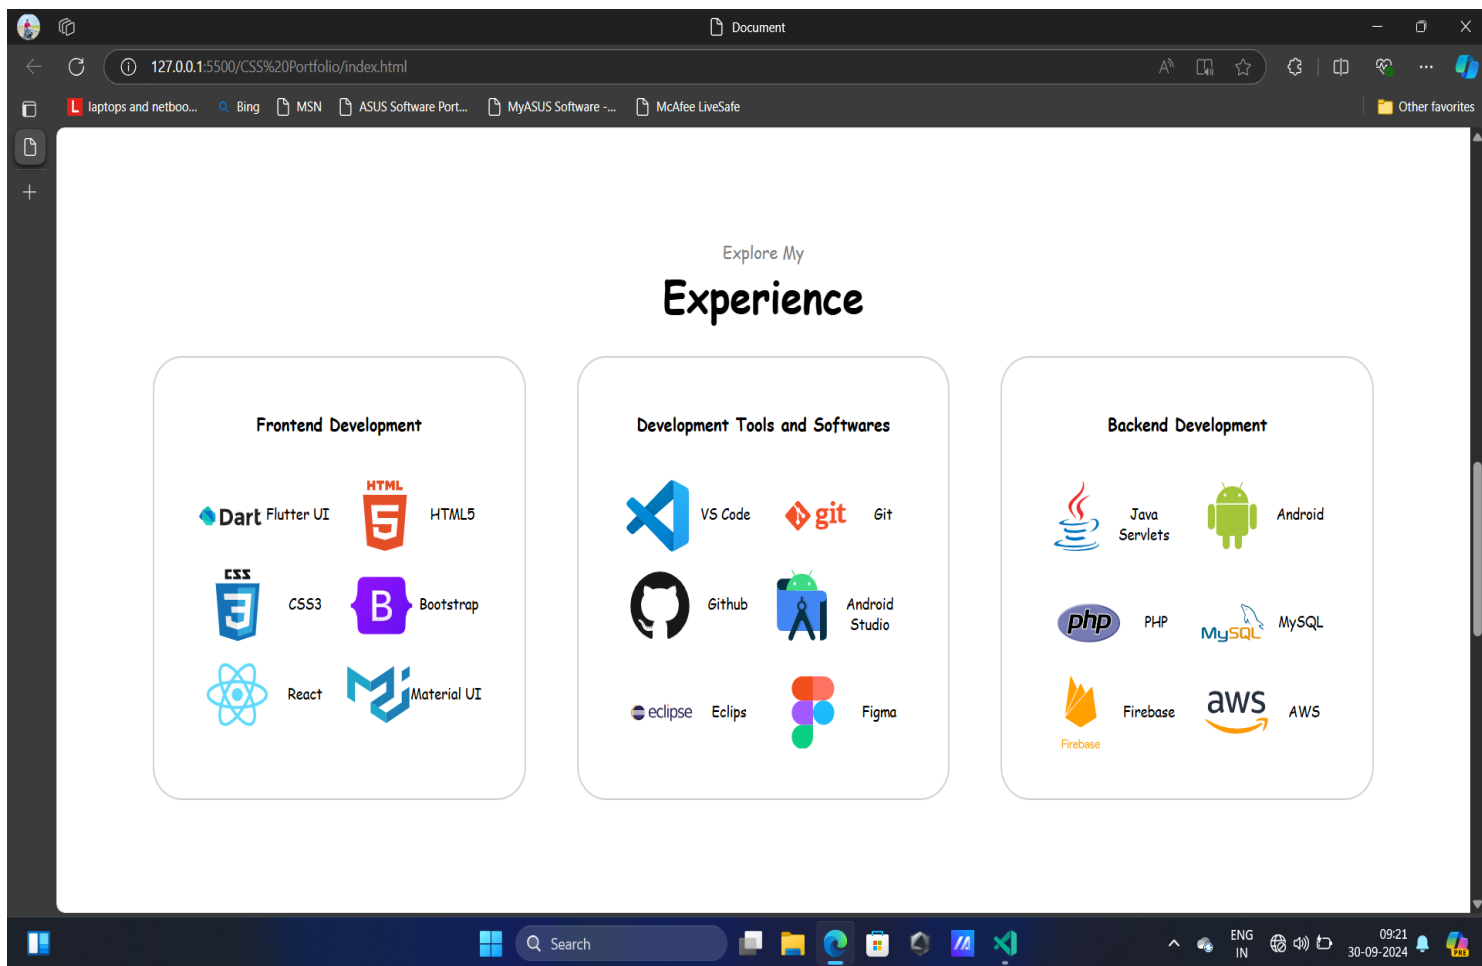 Document
127.0.0.1:5500/CSS%20Portfolio/index.html
L laptops and netboo... Bing MSN ASUS Software Port... MyASUS Software -... McAfee LiveSafe Other favorites
Explore My
Experience
Frontend Development
Dart Flutter UI
HTML
5 HTML5
CSS
3 CSS3
B Bootstrap
React
Material UI
Development Tools and Softwares
VS Code
git Git
Github
Android
Studio
eclipse Eclips
Figma
Backend Development
Java
Servlets
Android
php PHP
MySQL MySQL
Firebase
Firebase
aws AWS
Search
ENG
IN
09:21
30-09-2024
PRE